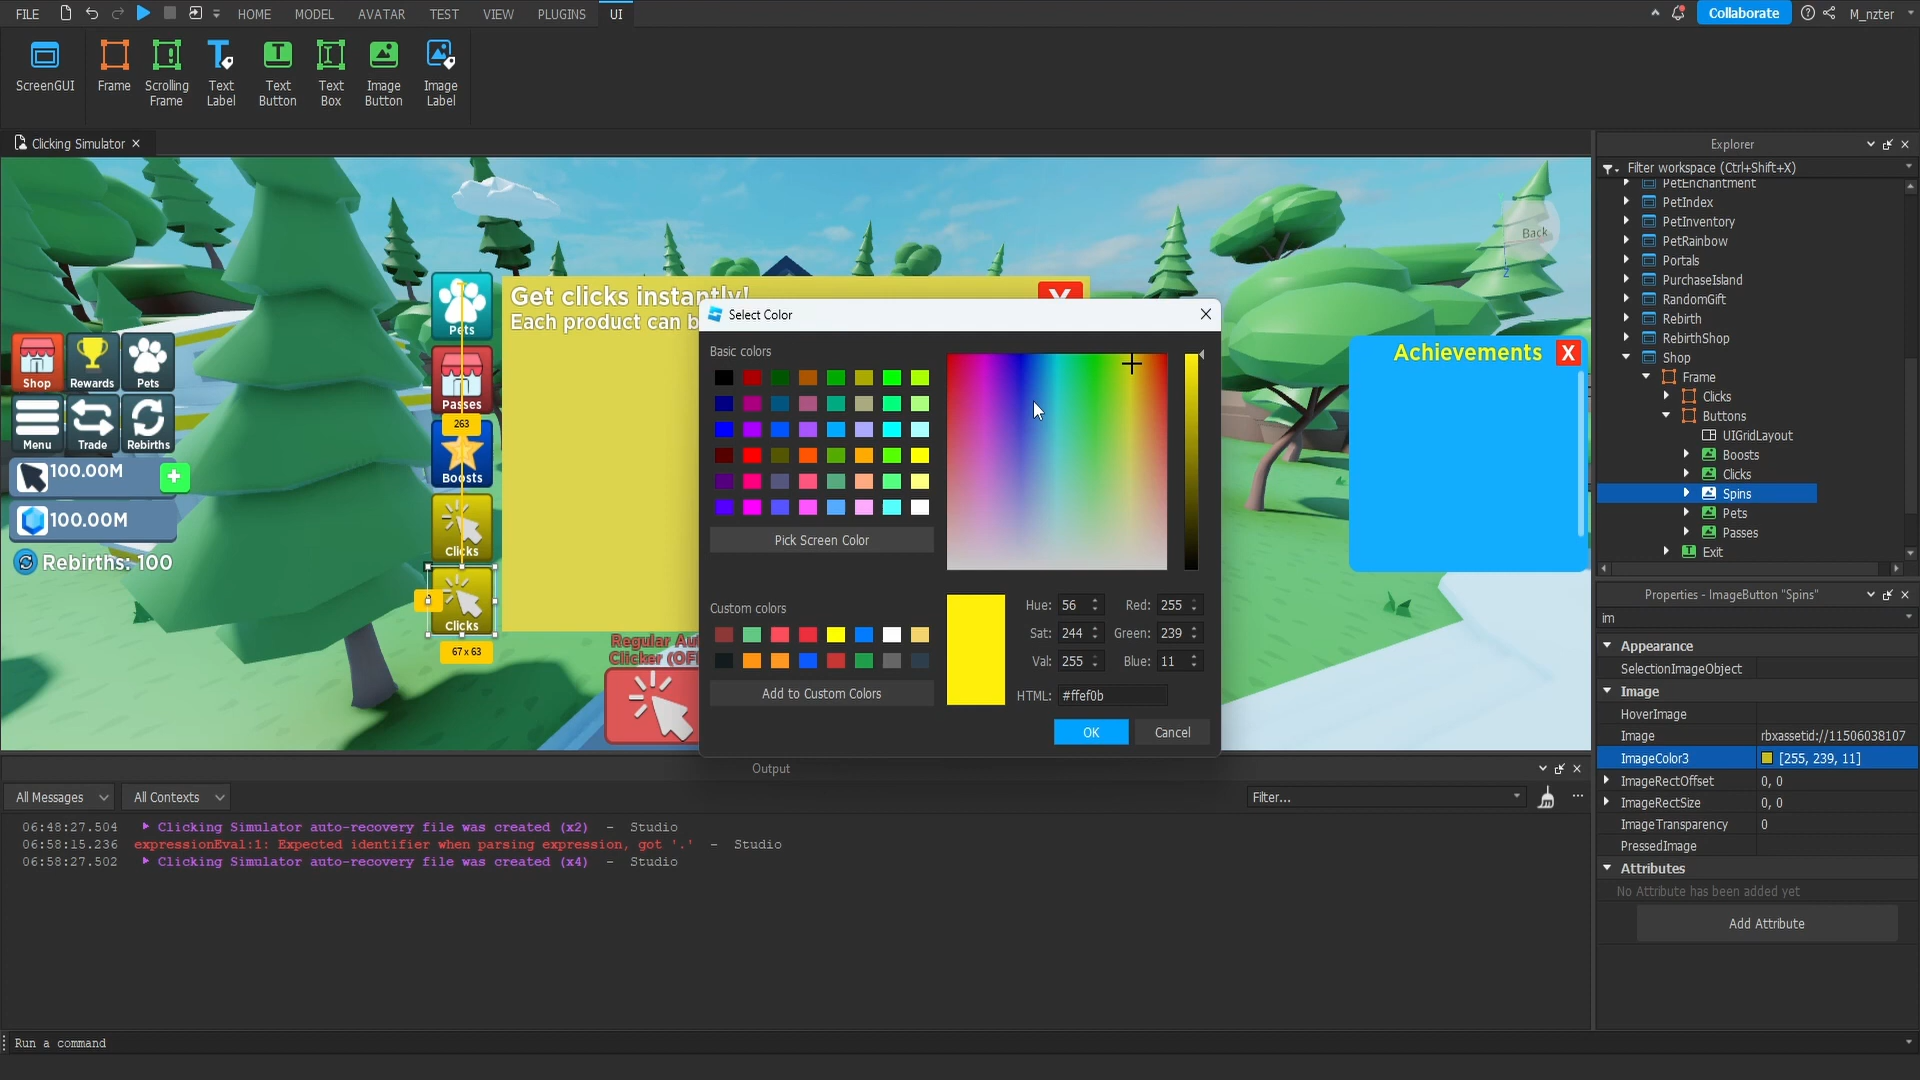 FILE HOME MODEL AVATAR TEST VIEW PLUGINS UI Collaborate M_nzter
ScreenGUI Frame Scrolling Frame Text Label Text Button Text Box Image Button Image Label
Clicking Simulator
Explorer
Filter workspace (Ctrl+Shift+X)
PetEnchantment
PetIndex
PetInventory
PetRainbow
Portals
PurchaseIsland
RandomGift
Rebirth
RebirthShop
Shop
Frame
Clicks
Buttons
UIGridLayout
Boosts
Clicks
Spins
Pets
Passes
Exit
Back
Z
Get clicks instantly!
Each product can b
X
Pets
Passes
263
Boosts
Clicks
Clicks
67 x 63
Shop Rewards Pets
Menu Trade Rebirths
100.00M
+
100.00M
Rebirths: 100
Regular Au
Clicker (OF
Achievements X
Select Color
Basic colors
Pick Screen Color
Custom colors
Add to Custom Colors
Hue: 56 Red: 255
Sat: 244 Green: 239
Val: 255 Blue: 11
HTML: #ffef0b
OK Cancel
Properties - ImageButton "Spins"
im
Appearance
SelectionImageObject
Image
HoverImage
Image rbxassetid://11506038107
ImageColor3 [255, 239, 11]
ImageRectOffset 0, 0
ImageRectSize 0, 0
ImageTransparency 0
PressedImage
Attributes
No Attribute has been added yet
Add Attribute
Output
All Messages All Contexts Filter...
06:48:27.504 Clicking Simulator auto-recovery file was created (x2) - Studio
06:58:15.236 expressionEval:1: Expected identifier when parsing expression, got '.' - Studio
06:58:27.502 Clicking Simulator auto-recovery file was created (x4) - Studio
Run a command